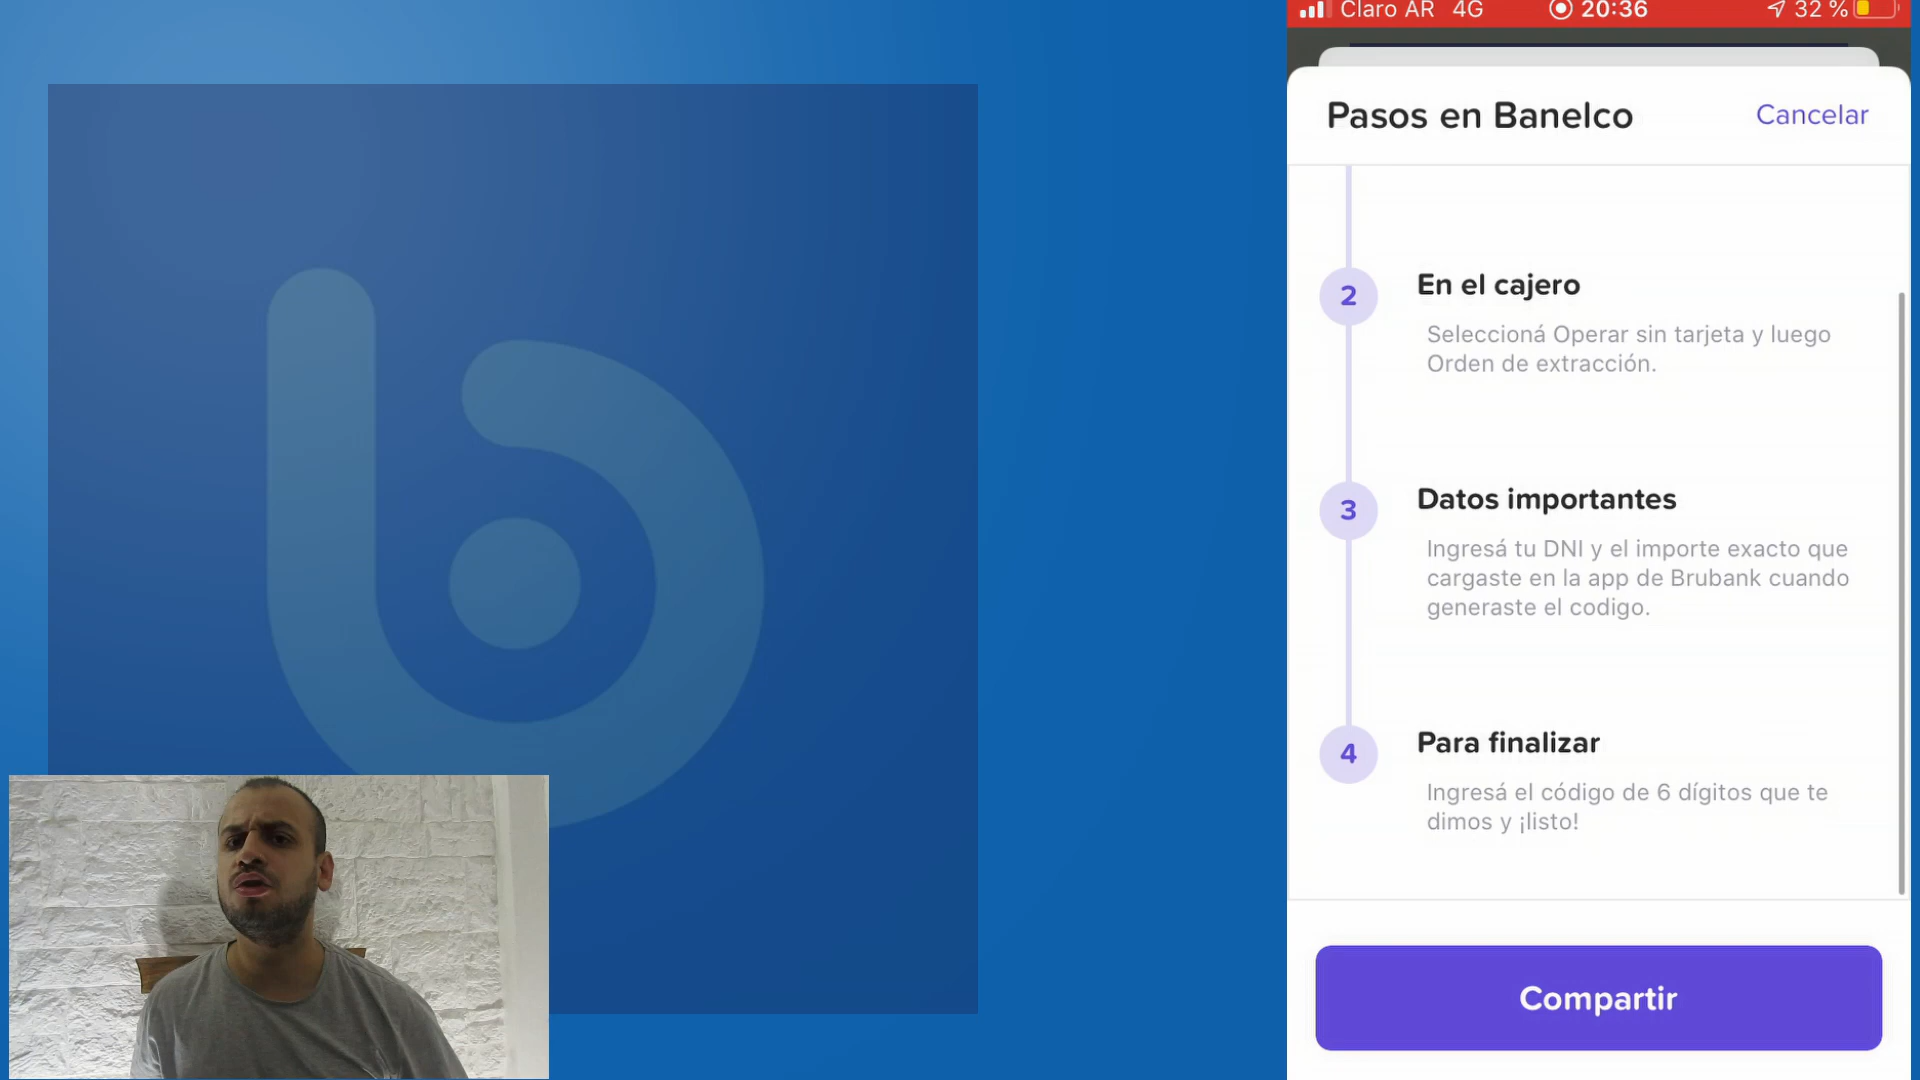 Claro AR 4G 20:36 32 %
Pasos en Banelco Cancelar
2 En el cajero
Seleccioná Operar sin tarjeta y luego
Orden de extracción.
3 Datos importantes
Ingresá tu DNI y el importe exacto que
cargaste en la app de Brubank cuando
generaste el codigo.
4 Para finalizar
Ingresá el código de 6 dígitos que te
dimos y ¡listo!
Compartir